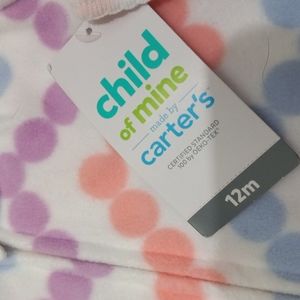 child
of mine
made by
carter's
CERTIFIED STANDARD
100 by OEKO-TEX®
12m